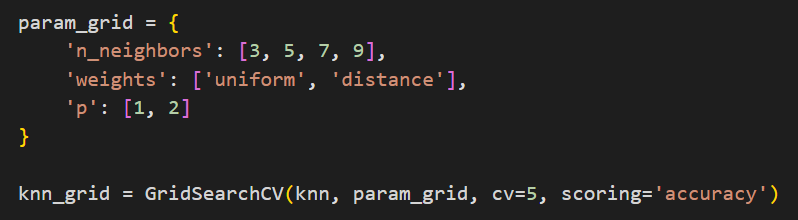 param_grid = {
    'n_neighbors': [3, 5, 7, 9],
    'weights': ['uniform', 'distance'],
    'p': [1, 2]
}
knn_grid = GridSearchCV(knn, param_grid, cv=5, scoring='accuracy')